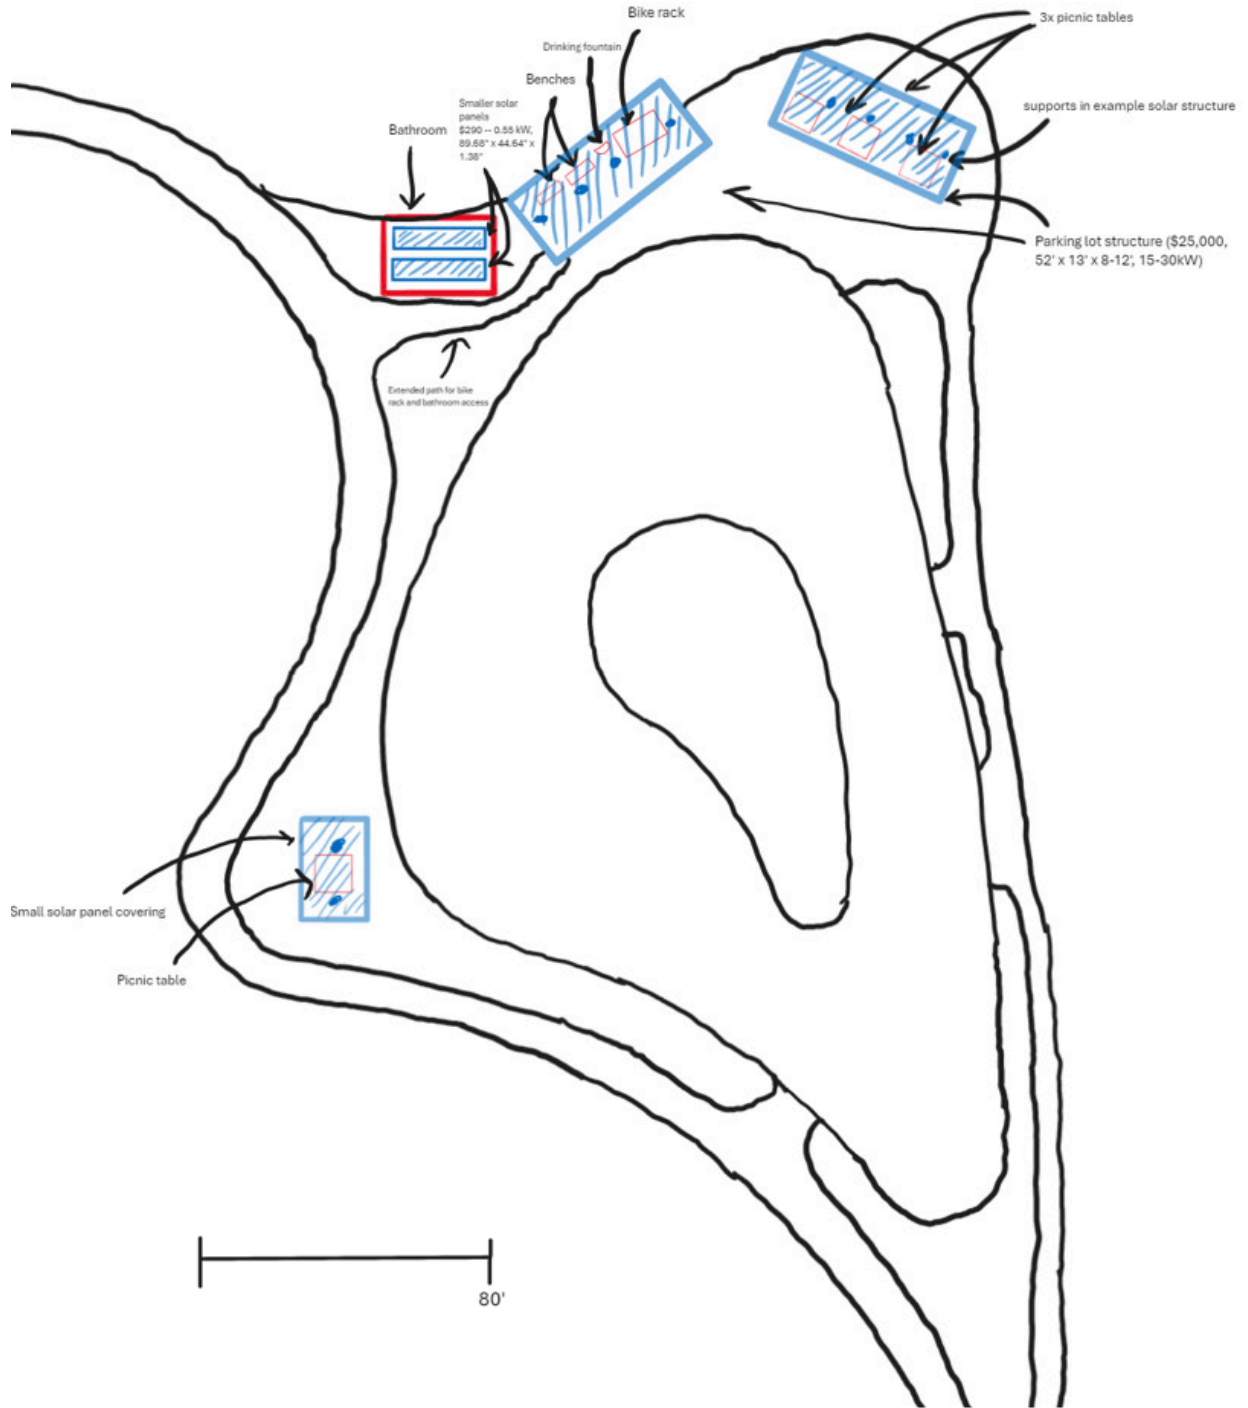 Bike rack
3x picnic tables
Drinking fountain
Benches
Smaller solar
panels
$290 -- 0.55 kW,
89.68" x 44.64" x
1.38"
Bathroom
supports in example solar structure
Parking lot structure ($25,000,
52' x 13' x 8-12', 15-30kW)
Extended path for bike
rack and bathroom access
Small solar panel covering
Picnic table
80'